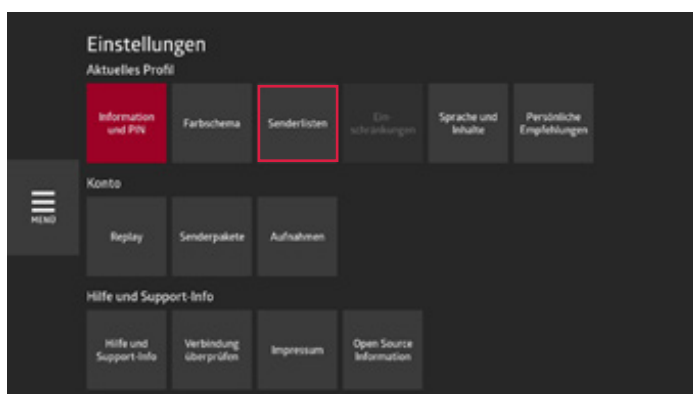 Einstellungen
Aktuelles Profil
Information
und PIN
Farbschema
Senderlisten
Ein-
schränkungen
Sprache und
Inhalte
Persönliche
Empfehlungen
MENÜ
Konto
Replay
Senderpakete
Aufnahmen
Hilfe und Support-Info
Hilfe und
Support-Info
Verbindung
überprüfen
Impressum
Open Source
Information